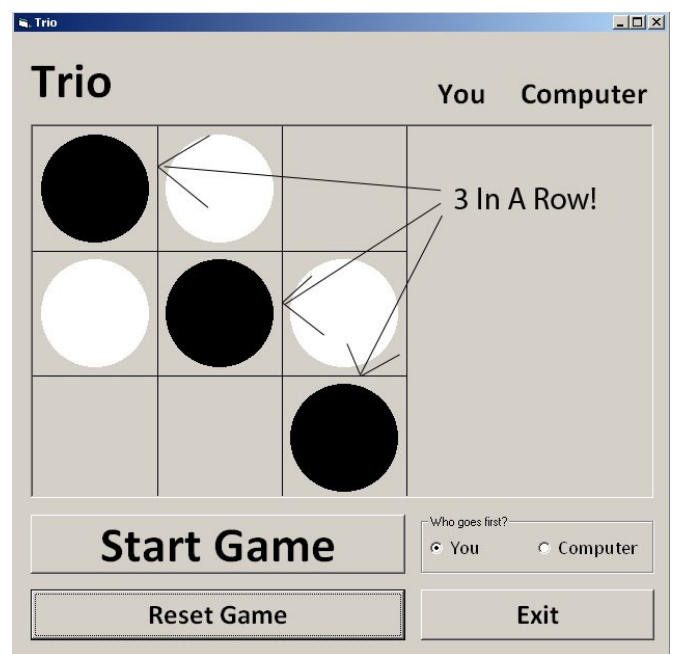 Trio
Trio
You Computer
3 In A Row!
Start Game
Who goes first?
You Computer
Reset Game Exit